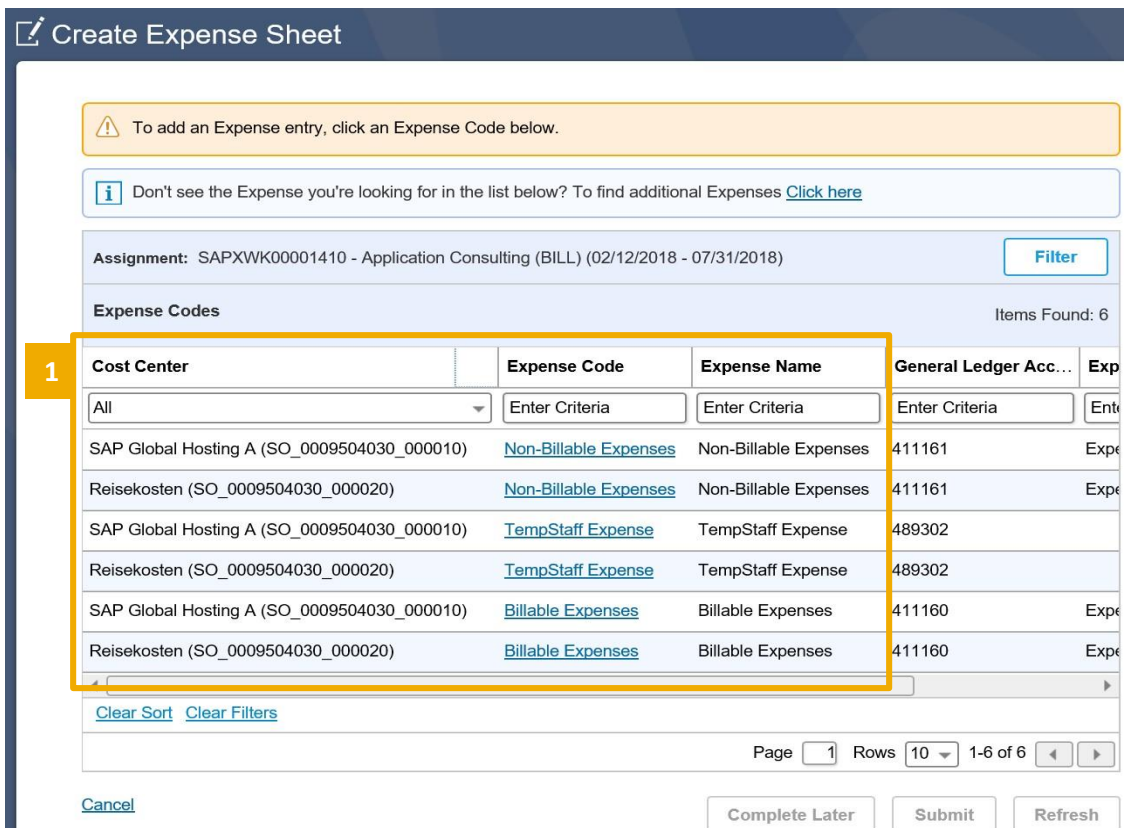 Create Expense Sheet
To add an Expense entry, click an Expense Code below.
i Don't see the Expense you're looking for in the list below? To find additional Expenses Click here
Assignment: SAPXWK00001410 - Application Consulting (BILL) (02/12/2018 - 07/31/2018) Filter
Expense Codes Items Found: 6
1 Cost Center Expense Code Expense Name General Ledger Acc... Exp
All Enter Criteria Enter Criteria Enter Criteria Ente
SAP Global Hosting A (SO_0009504030_000010) Non-Billable Expenses Non-Billable Expenses 411161 Expe
Reisekosten (SO_0009504030_000020) Non-Billable Expenses Non-Billable Expenses 411161 Expe
SAP Global Hosting A (SO_0009504030_000010) TempStaff Expense TempStaff Expense 489302
Reisekosten (SO_0009504030_000020) TempStaff Expense TempStaff Expense 489302
SAP Global Hosting A (SO_0009504030_000010) Billable Expenses Billable Expenses 411160 Expe
Reisekosten (SO_0009504030_000020) Billable Expenses Billable Expenses 411160 Expe
Clear Sort Clear Filters
Page 1 Rows 10 1-6 of 6
Cancel Complete Later Submit Refresh